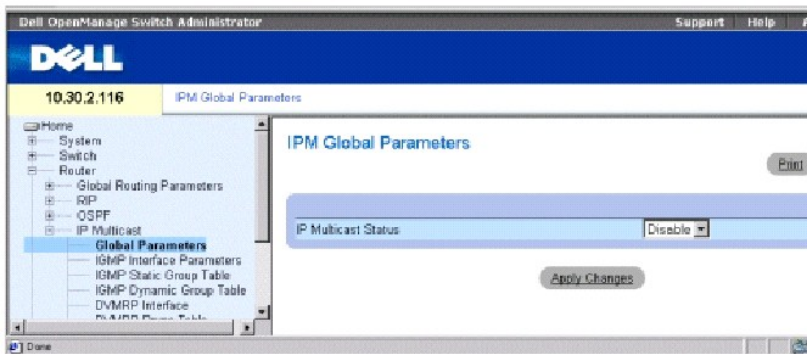 Dell OpenManage Switch Administrator
Support Help
DELL
10.30.2.116
IPM Global Parameters
Home
System
Switch
Router
Global Routing Parameters
RIP
OSPF
IP Multicast
Global Parameters
IGMP Interface Parameters
IGMP Static Group Table
IGMP Dynamic Group Table
DVMRP Interface
IPM Global Parameters
Print
IP Multicast Status
Disable
Apply Changes
Done